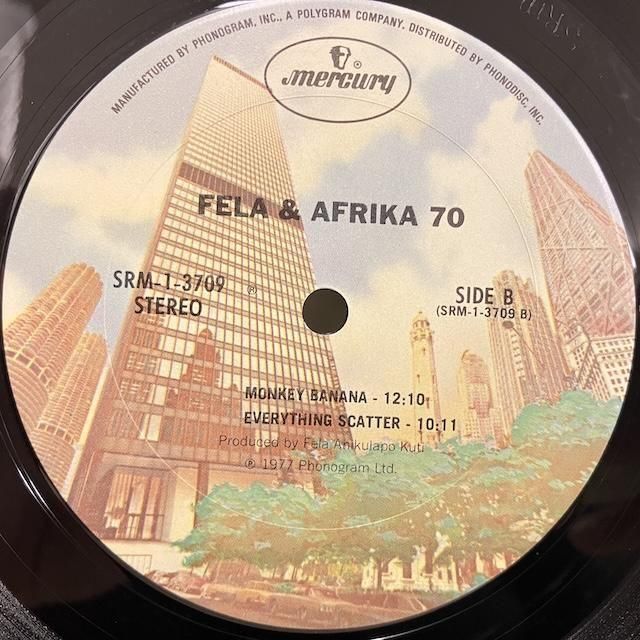 MANUFACTURED BY PHONOGRAM, INC., A POLYGRAM COMPANY. DISTRIBUTED BY PHONODISC, INC.
mercury
FELA & AFRIKA 70
SRM-1-3709 ℗
STEREO
SIDE B
(SRM-1-3709 B)
MONKEY BANANA - 12:10
EVERYTHING SCATTER - 10:11
Produced by Fela Anikulapo Kuti
℗ 1977 Phonogram Ltd.